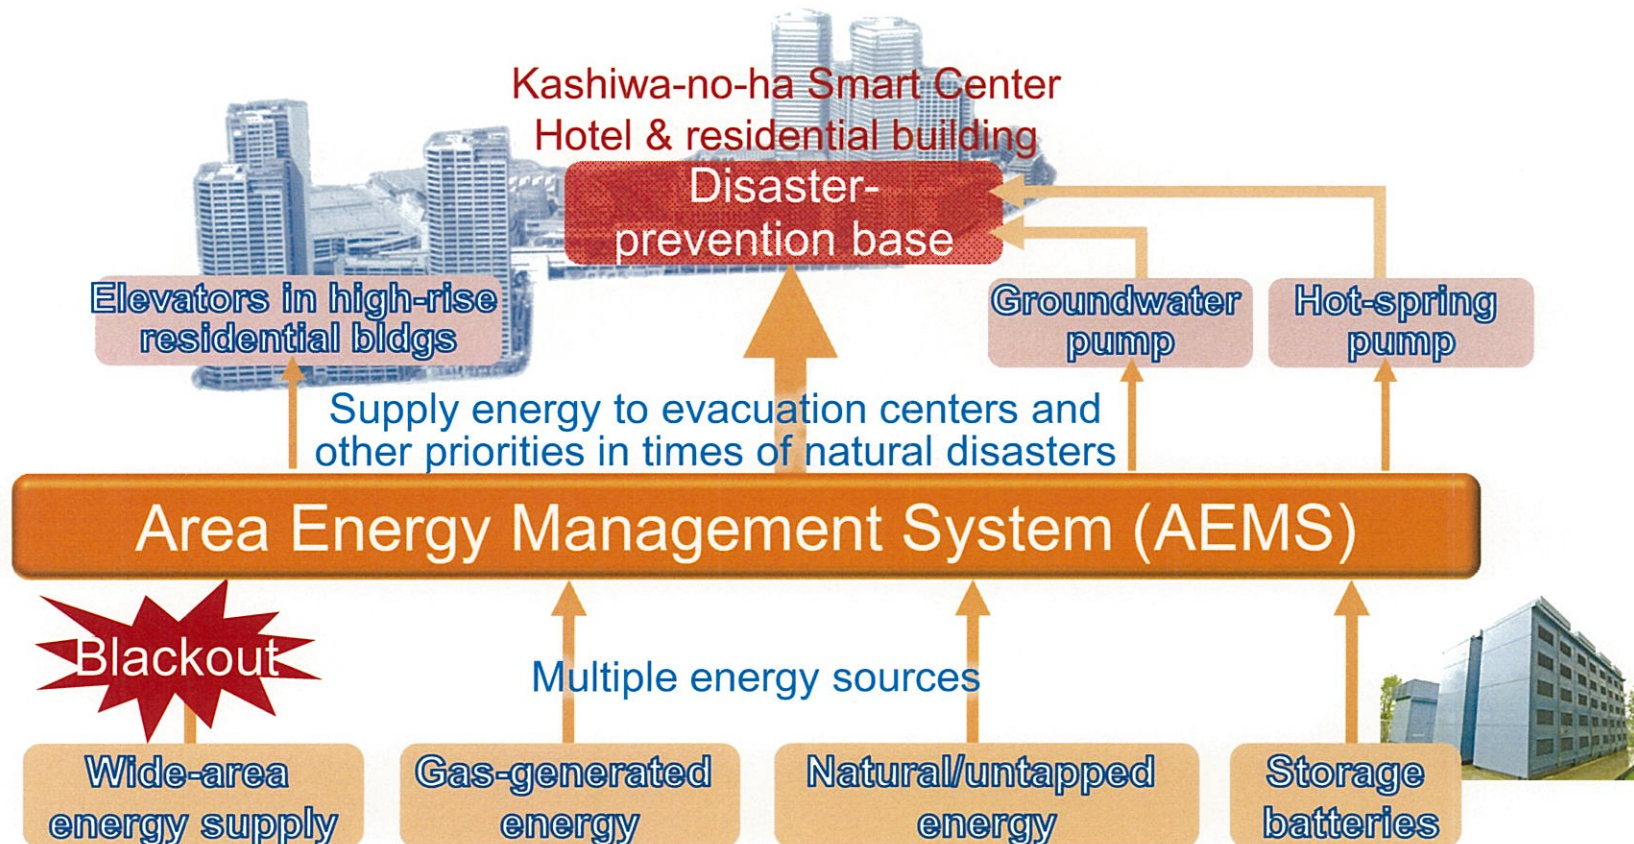 Kashiwa-no-ha Smart Center
Hotel & residential building
Disaster-
prevention base
Elevators in high-rise
residential bldgs
Groundwater
pump
Hot-spring
pump
Supply energy to evacuation centers and
other priorities in times of natural disasters
Area Energy Management System (AEMS)
Blackout
Multiple energy sources
Wide-area
energy supply
Gas-generated
energy
Natural/untapped
energy
Storage
batteries